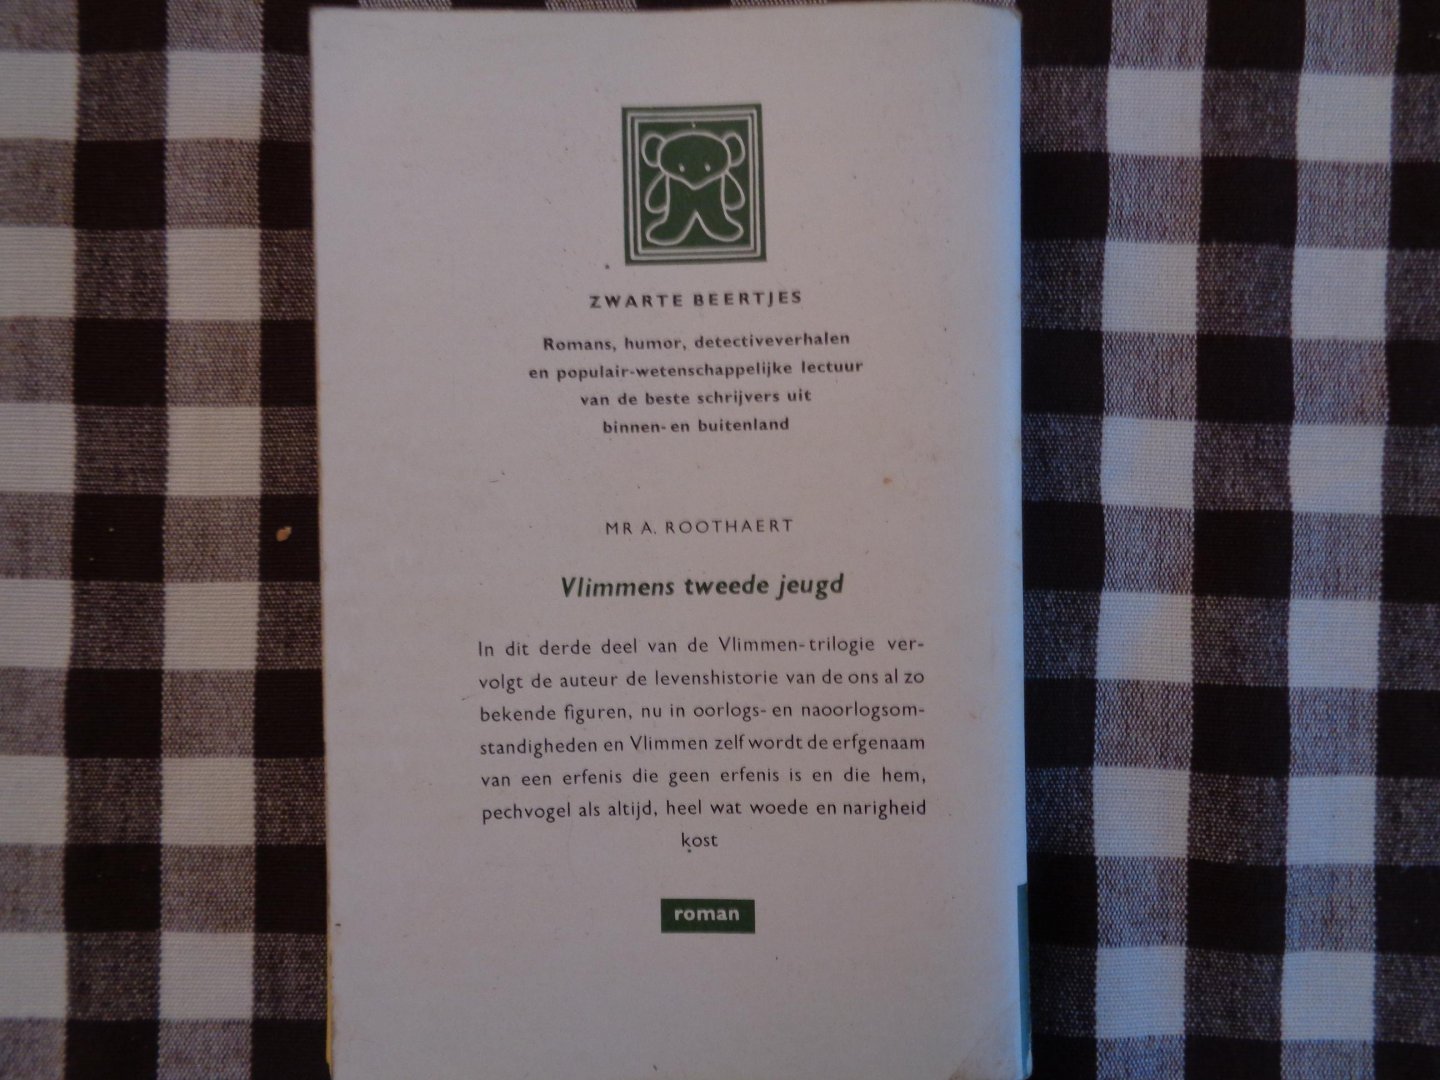 ZWARTE BEERTJES
Romans, humor, detectiveverhalen
en populair-wetenschappelijke lectuur
van de beste schrijvers uit
binnen- en buitenland
MR A. ROOTHAERT
Vlimmens tweede jeugd
In dit derde deel van de Vlimmen-trilogie ver-
volgt de auteur de levenshistorie van de ons al zo
bekende figuren, nu in oorlogs- en naoorlogsom-
standigheden en Vlimmen zelf wordt de erfgenaam
van een erfenis die geen erfenis is en die hem,
pechvogel als altijd, heel wat woede en narigheid
kost
roman